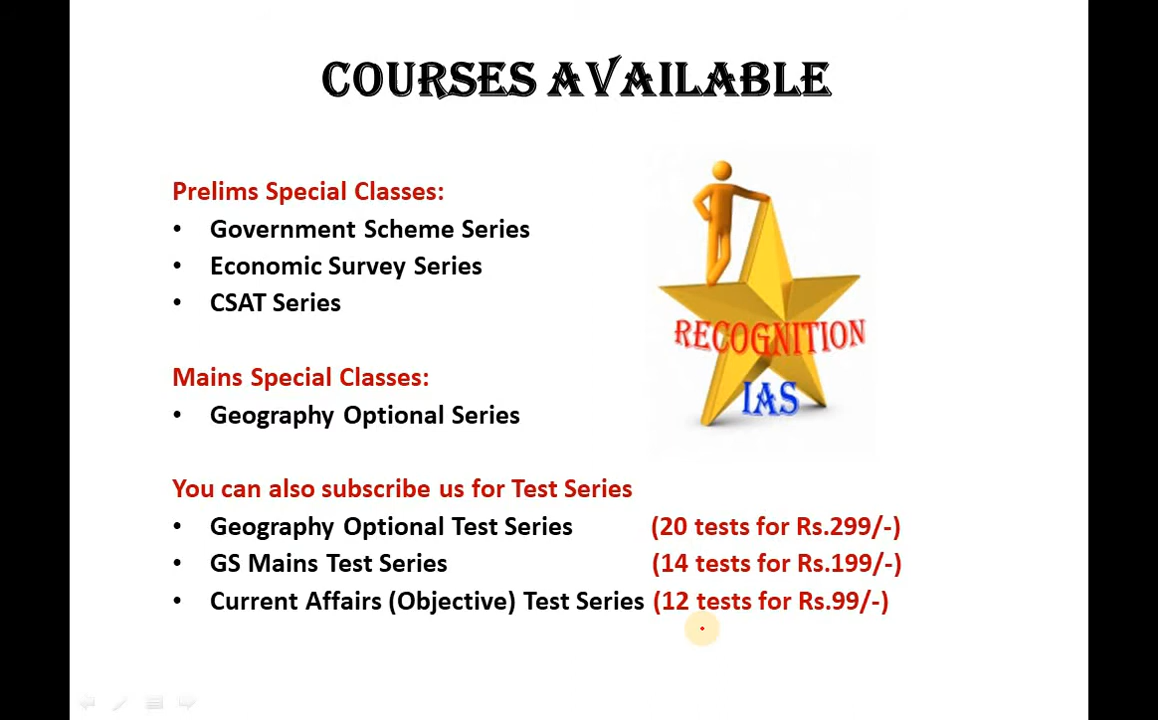 COURSES AVAILABLE
Prelims Special Classes:
• Government Scheme Series
• Economic Survey Series
• CSAT Series
RECOGNITION
IAS
Mains Special Classes:
• Geography Optional Series
You can also subscribe us for Test Series
• Geography Optional Test Series (20 tests for Rs.299/-)
• GS Mains Test Series (14 tests for Rs.199/-)
• Current Affairs (Objective) Test Series (12 tests for Rs.99/-)